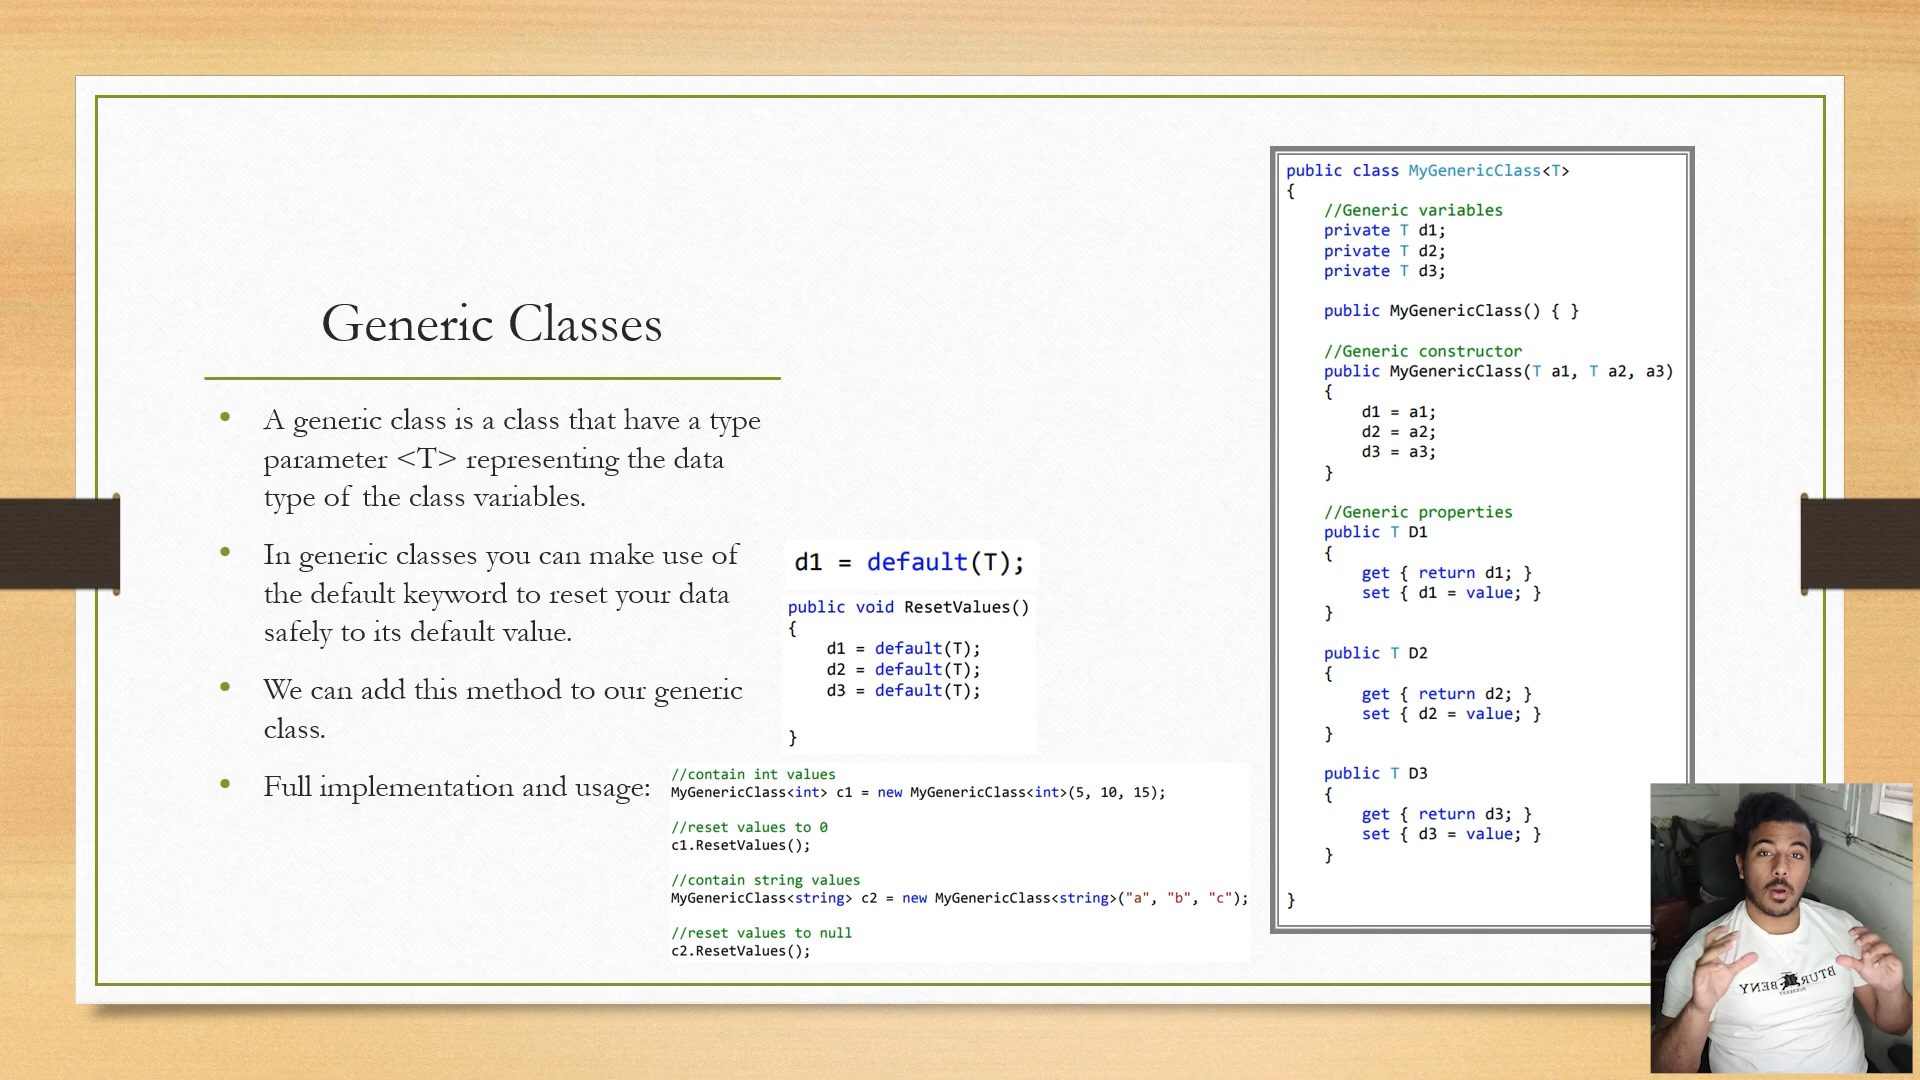 Generic Classes
A generic class is a class that have a type
parameter <T> representing the data
type of the class variables.
In generic classes you can make use of
the default keyword to reset your data
safely to its default value.
We can add this method to our generic
class.
Full implementation and usage:
d1 = default(T);
public void ResetValues()
{
d1 = default(T);
d2 = default(T);
d3 = default(T);
}
//contain int values
MyGenericClass<int> c1 = new MyGenericClass<int>(5, 10, 15);
//reset values to 0
c1.ResetValues();
//contain string values
MyGenericClass<string> c2 = new MyGenericClass<string>("a", "b", "c");
//reset values to null
c2.ResetValues();
public class MyGenericClass<T>
{
//Generic variables
private T d1;
private T d2;
private T d3;
public MyGenericClass() { }
//Generic constructor
public MyGenericClass(T a1, T a2, a3)
{
d1 = a1;
d2 = a2;
d3 = a3;
}
//Generic properties
public T D1
{
get { return d1; }
set { d1 = value; }
}
public T D2
{
get { return d2; }
set { d2 = value; }
}
public T D3
{
get { return d3; }
set { d3 = value; }
}
}